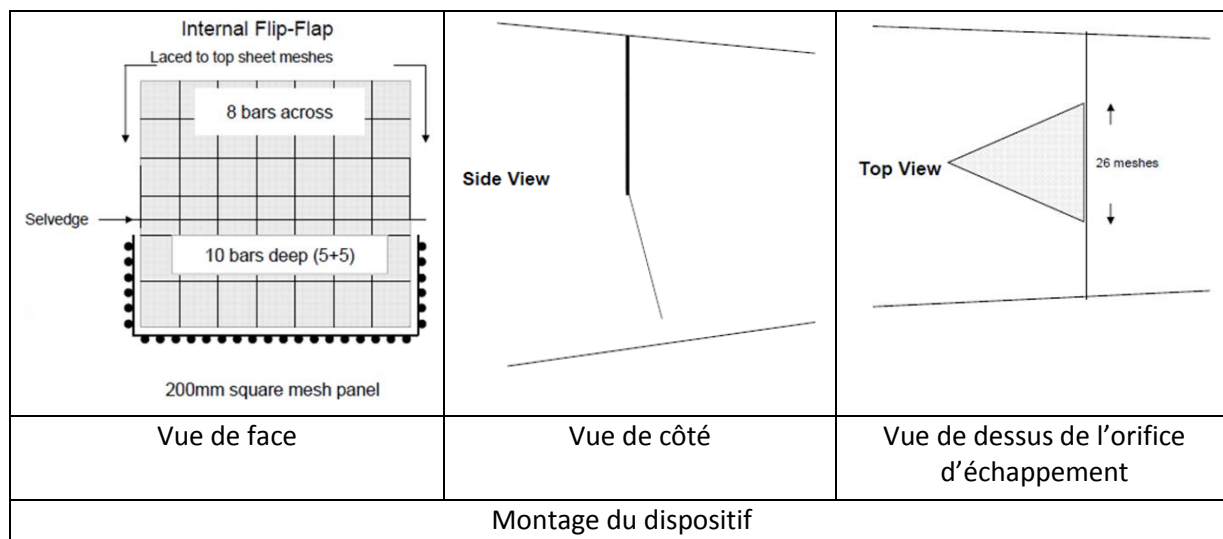 Internal Flip-Flap
Laced to top sheet meshes
8 bars across
Selvedge
10 bars deep (5+5)
200mm square mesh panel
Side View
Top View
26 meshes
Vue de face
Vue de côté
Vue de dessus de l’orifice
d’échappement
Montage du dispositif